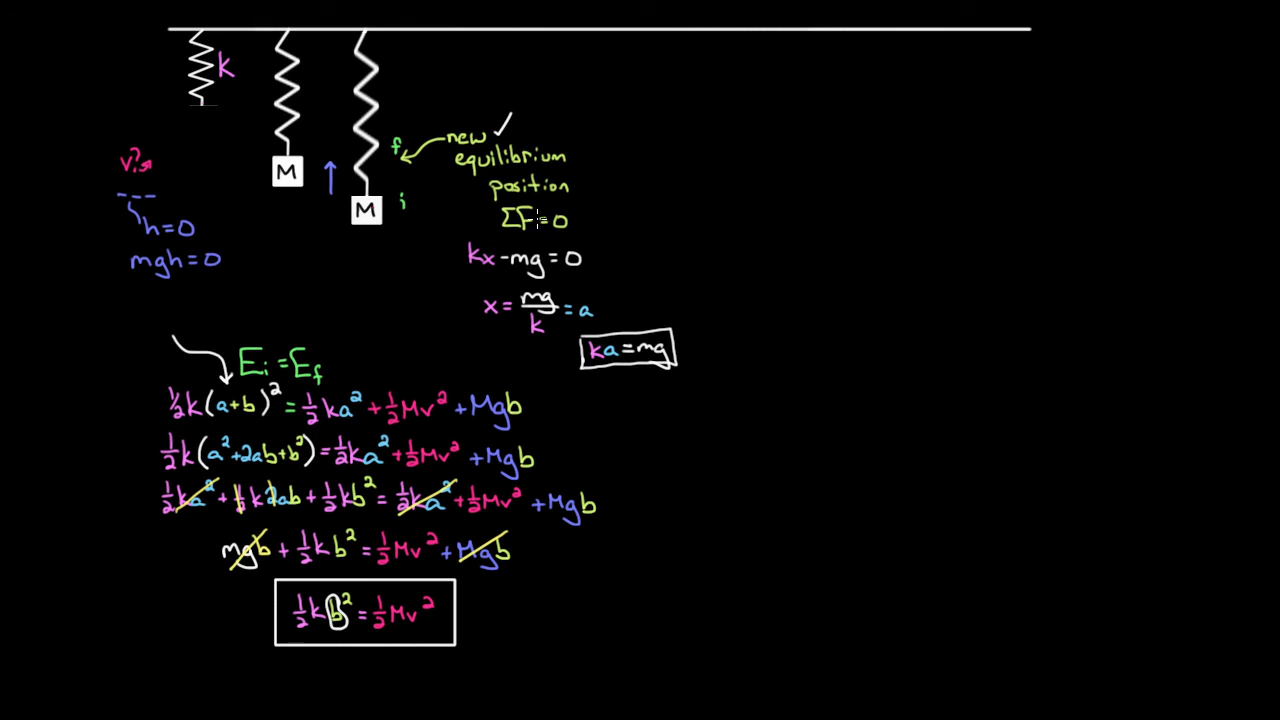 k
M
M
f
i
new
equilibrium
position
ΣF=0
kx -mg = 0
x = mg/k = a
ka = mg
v?
h=0
mgh = 0
Ei = Ef
½k(a+b)² = ½ka² + ½Mv² + Mgb
½k(a²+2ab+b²) = ½ka² + ½Mv² + Mgb
½ka² + ½k2ab + ½kb² = ½ka² + ½Mv² + Mgb
mgb + ½kb² = ½Mv² + Mgb
½kb² = ½Mv²